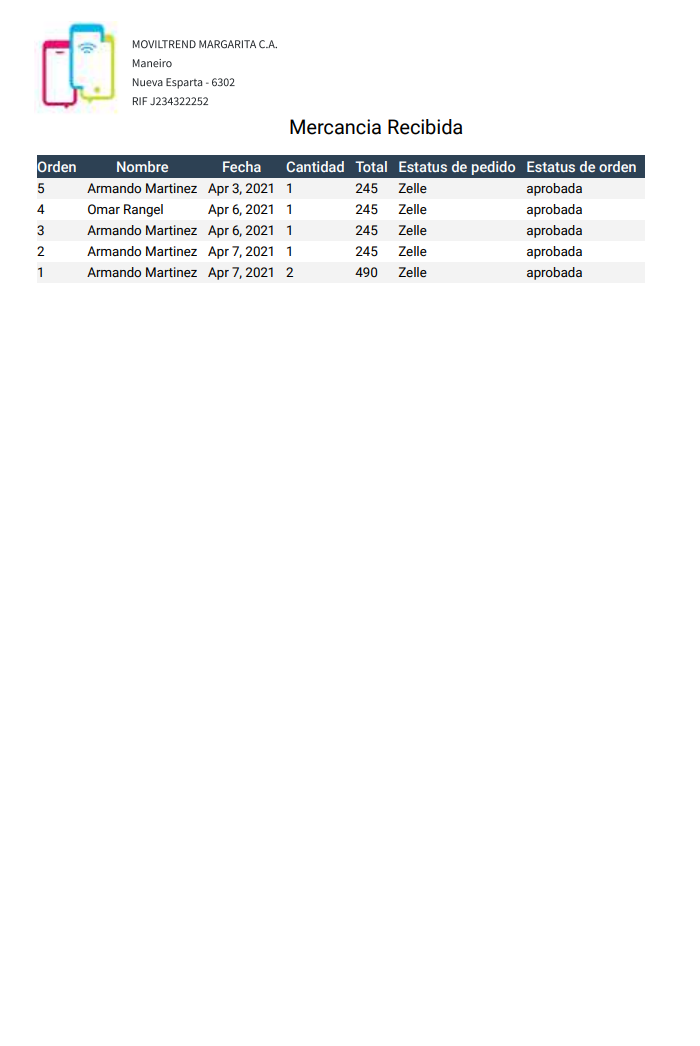 MOVILTREND MARGARITA C.A.
Maneiro
Nueva Esparta - 6302
RIF J234322252
Mercancia Recibida
Orden Nombre Fecha Cantidad Total Estatus de pedido Estatus de orden
5 Armando Martinez Apr 3, 2021 1 245 Zelle aprobada
4 Omar Rangel Apr 6, 2021 1 245 Zelle aprobada
3 Armando Martinez Apr 6, 2021 1 245 Zelle aprobada
2 Armando Martinez Apr 7, 2021 1 245 Zelle aprobada
1 Armando Martinez Apr 7, 2021 2 490 Zelle aprobada